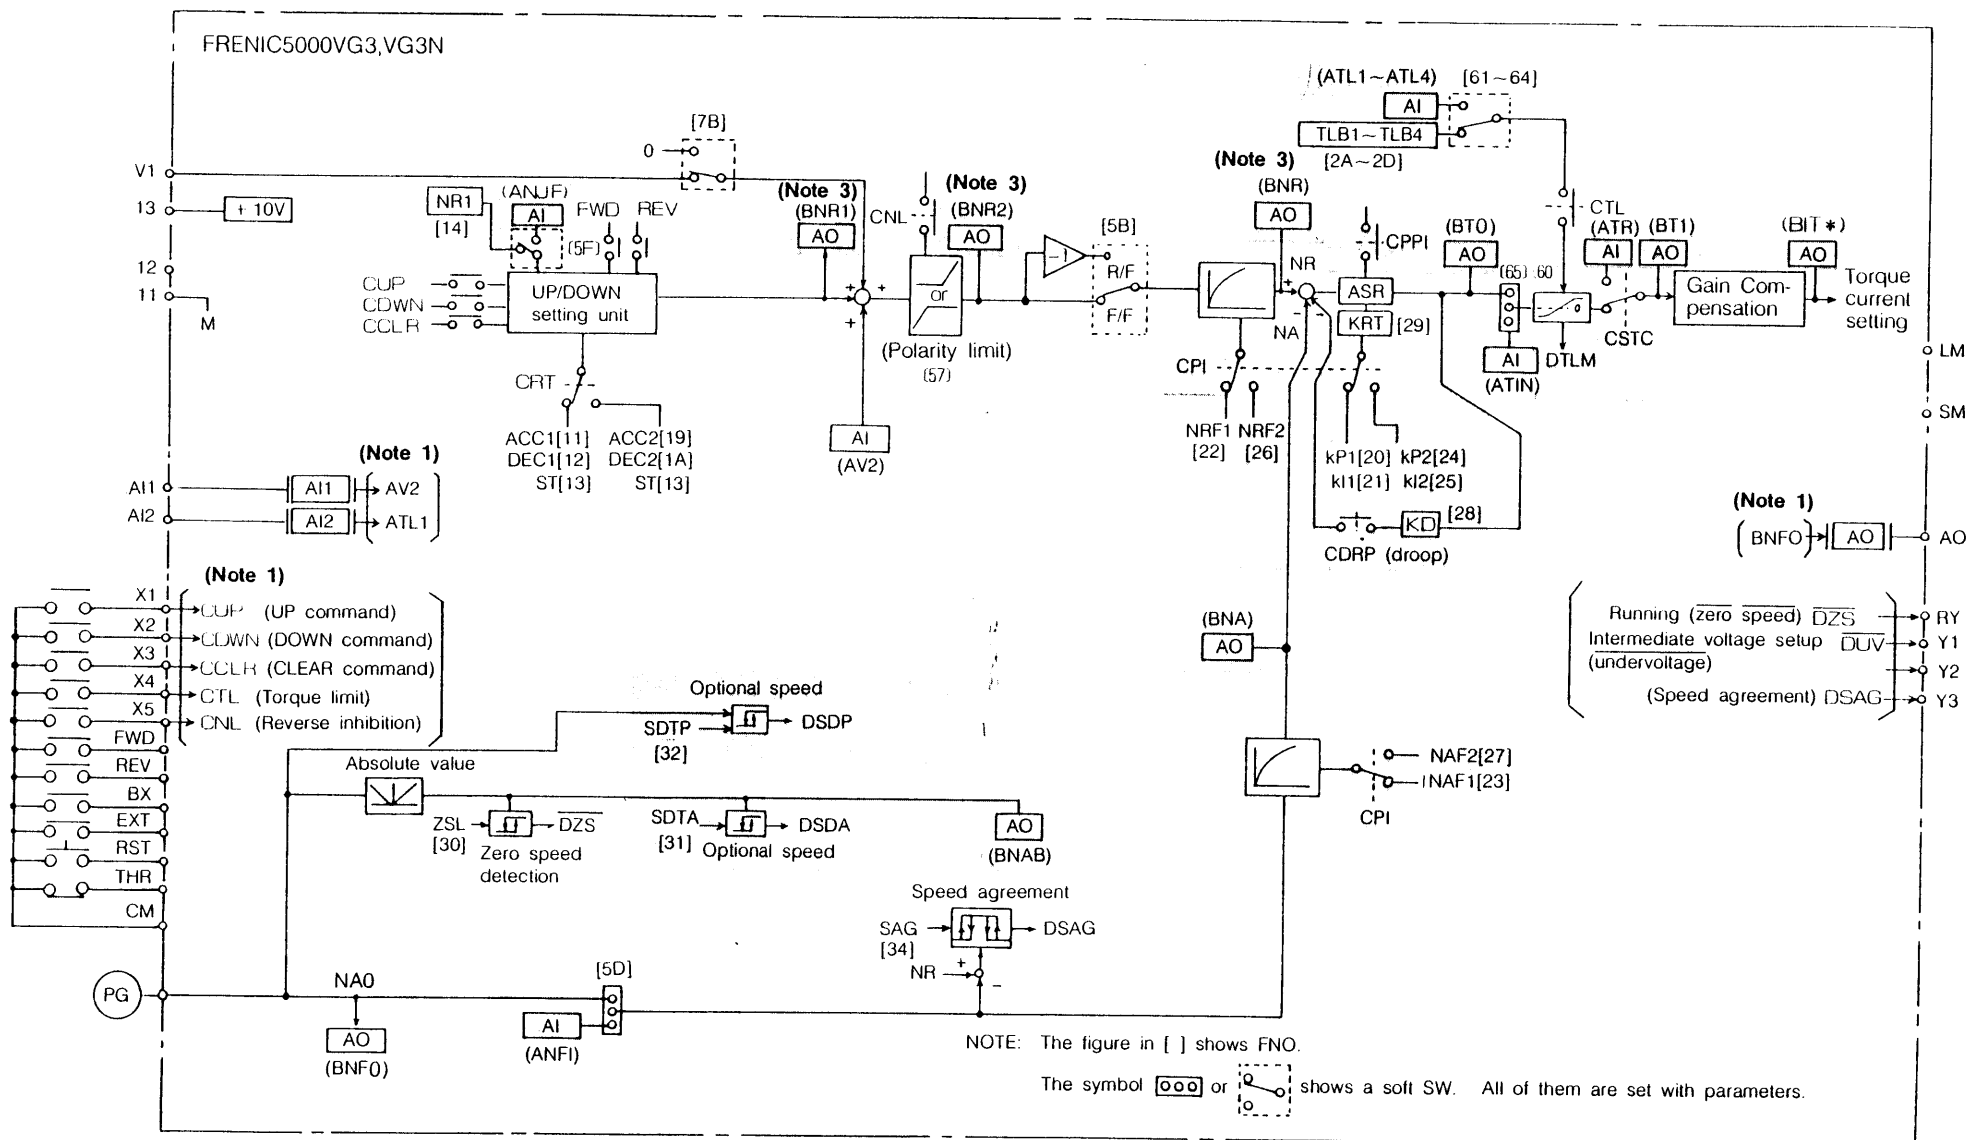 FRENIC5000VG3,VG3N
(ATL1~ATL4) [61~64]
AI
TLB1~TLB4
[2A~2D]
[7B]
0
V1
13
+ 10V
NR1
[14]
AI
(5F)
FWD REV
(Note 3)
(BNR1)
AO
CNL
(Note 3)
(BNR2)
AO
[5B]
-1
R/F
F/F
(Note 3)
(BNR)
AO
NR
NA
CPPI
ASR
KRT [29]
(BTO)
AO
(65)
60
CTL
(ATR)
AI
(BT1)
AO
(BIT *)
AO
Gain Com-
pensation
Torque
current
setting
12
11
M
CUP
CDWN
CCLR
UP/DOWN
setting unit
+
+
+
or
(Polarity limit)
(57)
+
-
AI
(ATIN)
DTLM
CSTC
LM
SM
CRT
ACC1[11] ACC2[19]
DEC1[12] DEC2[1A]
ST[13] ST[13]
AI
(AV2)
CPI
NRF1 NRF2
[22] [26]
kP1[20] kP2[24]
kI1[21] kI2[25]
KD [28]
CDRP (droop)
(Note 1)
AI1 AI1 AV2
AI2 AI2 ATL1
(Note 1)
(BNFO) AO AO
(Note 1)
X1 CUP (UP command)
X2 CDWN (DOWN command)
X3 CCLR (CLEAR command)
X4 CTL (Torque limit)
X5 CNL (Reverse inhibition)
FWD
REV
BX
EXT
RST
THR
CM
Running (zero speed) DZS RY
Intermediate voltage setup DUV Y1
(undervoltage) Y2
(Speed agreement) DSAG Y3
(BNA)
AO
Optional speed
SDTP DSDP
[32]
Absolute value
ZSL DZS
[30] Zero speed
detection
SDTA DSDA
[31] Optional speed
AO
(BNAB)
NAF2[27]
NAF1[23]
CPI
Speed agreement
SAG DSAG
[34]
NR + -
PG
NA0
AO
(BNF0)
[5D]
AI
(ANFI)
NOTE: The figure in [ ] shows FNO.
The symbol or shows a soft SW. All of them are set with parameters.